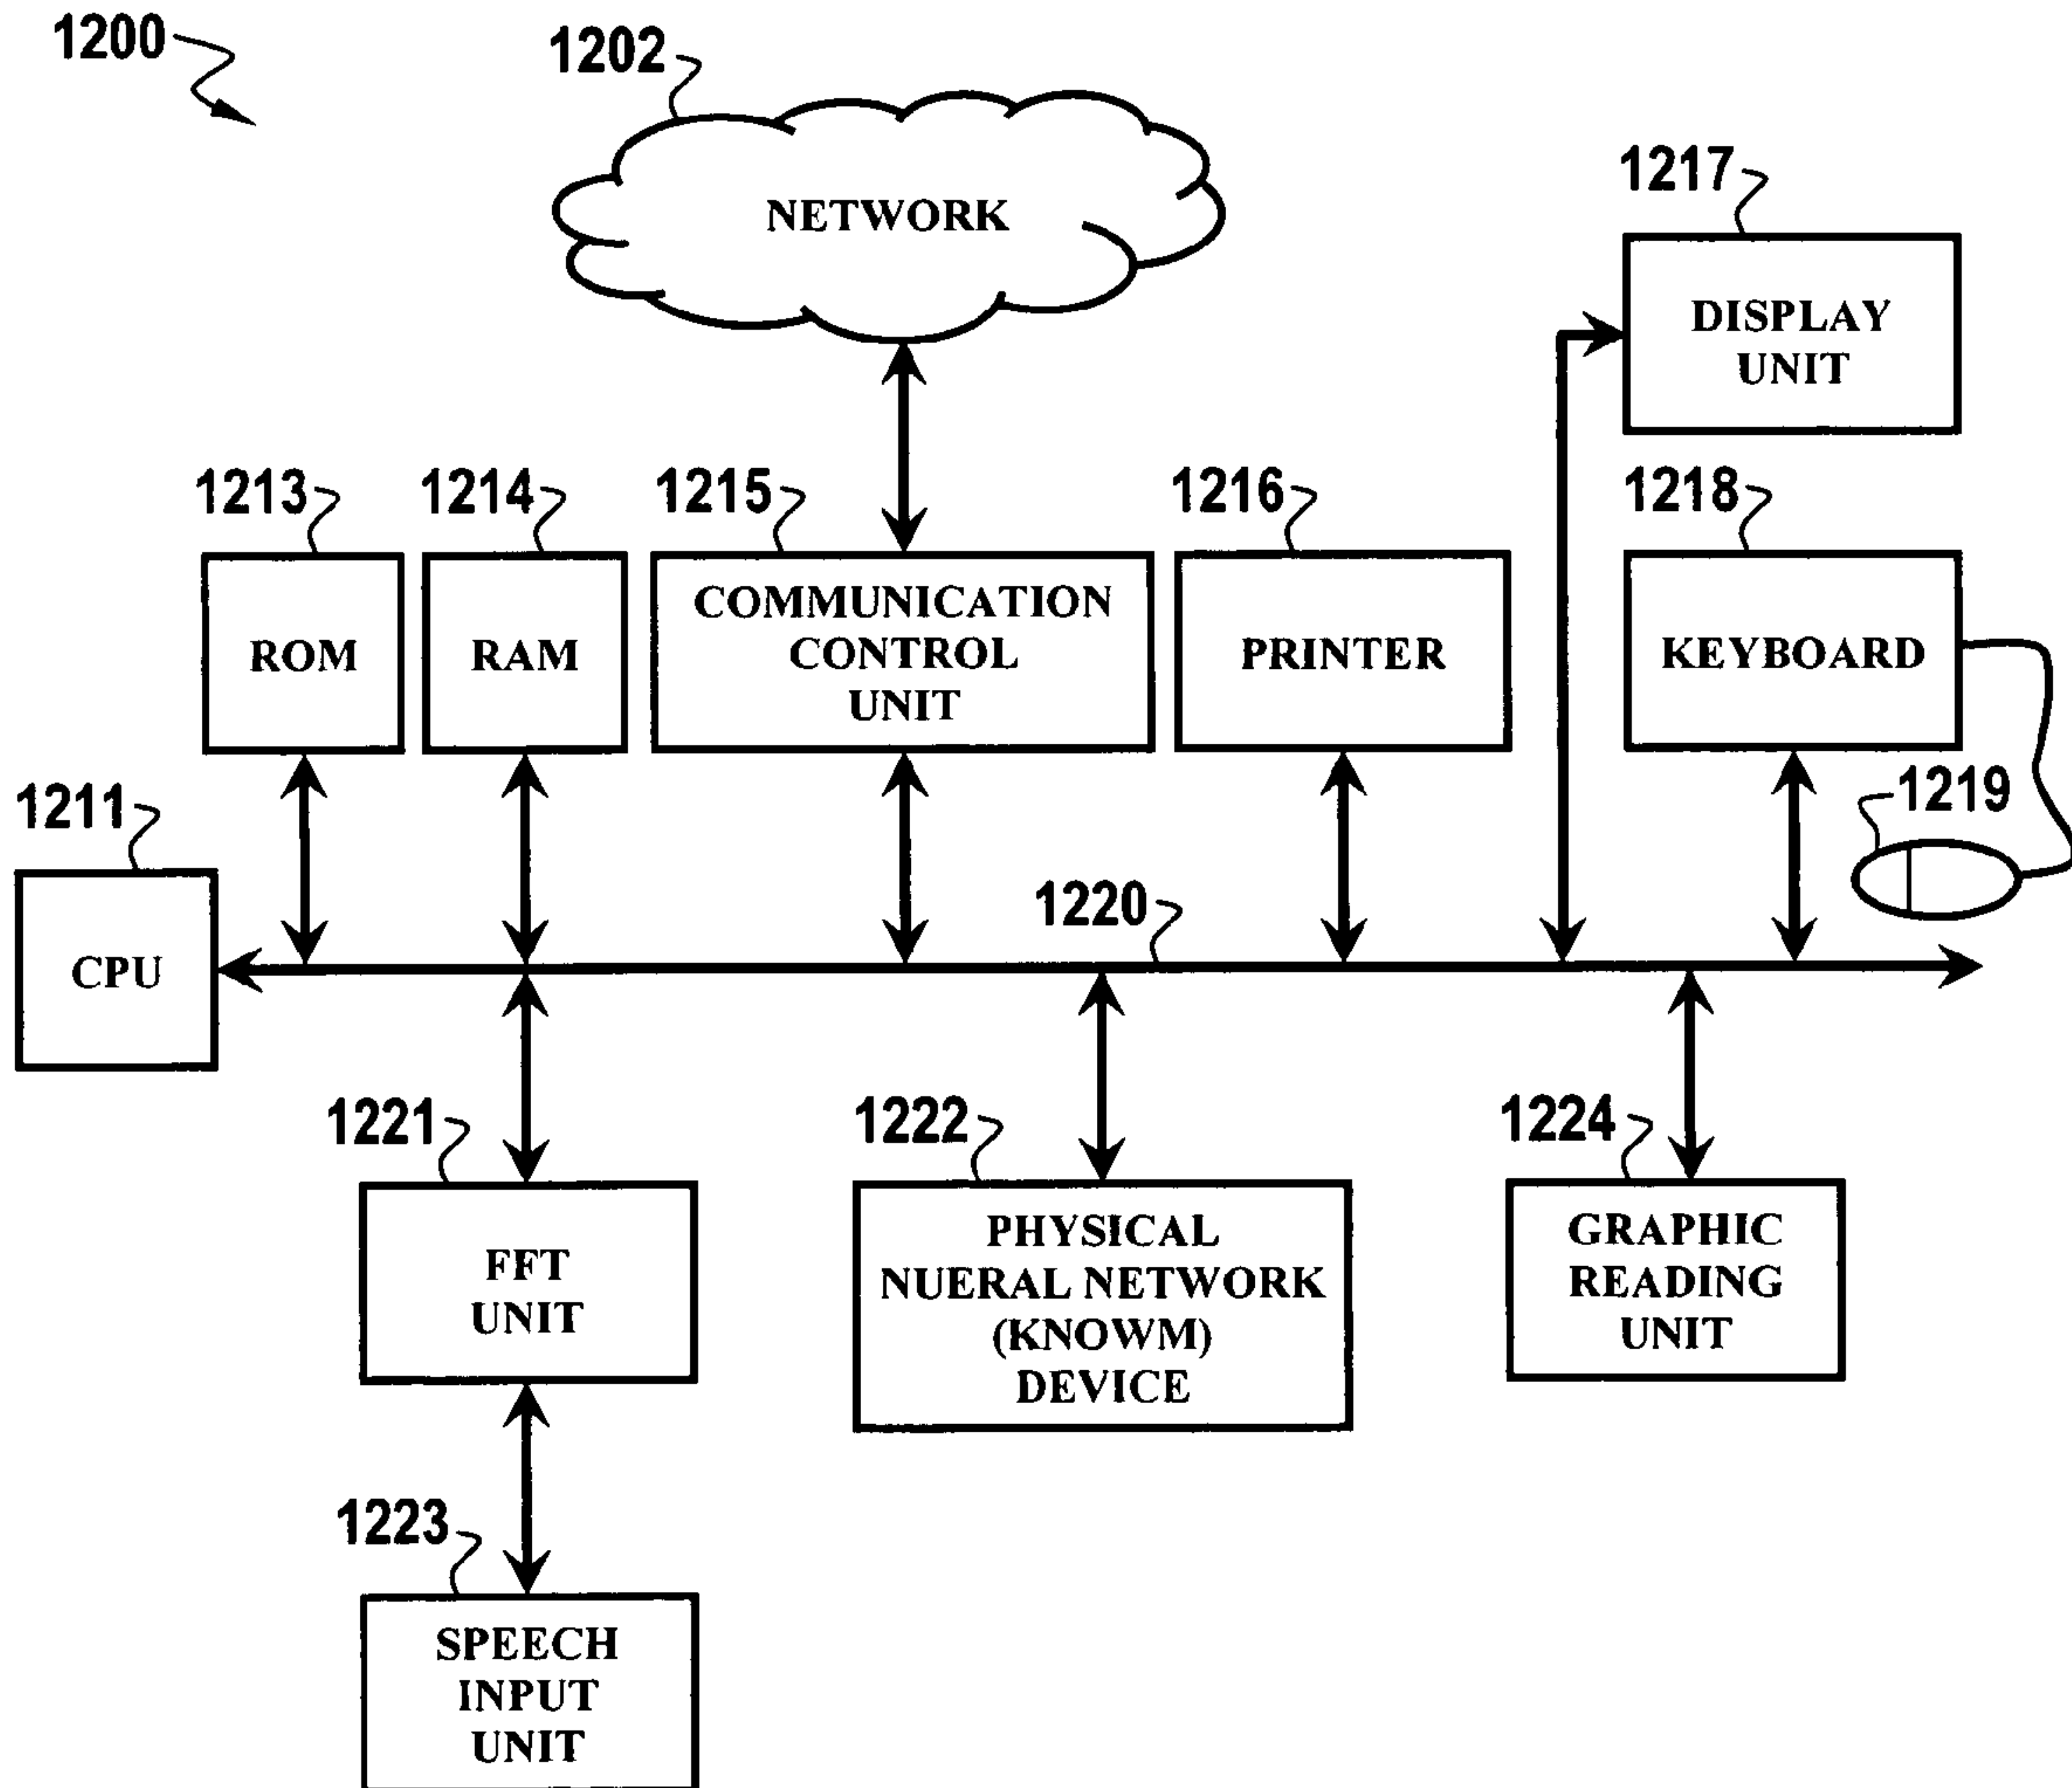 1200
1202
NETWORK
1217
DISPLAY
UNIT
1213
1214
1215
1216
1218
ROM
RAM
COMMUNICATION
CONTROL
UNIT
PRINTER
KEYBOARD
1211
1219
1220
CPU
1221
1222
1224
FFT
UNIT
PHYSICAL
NUERAL NETWORK
(KNOWM)
DEVICE
GRAPHIC
READING
UNIT
1223
SPEECH
INPUT
UNIT